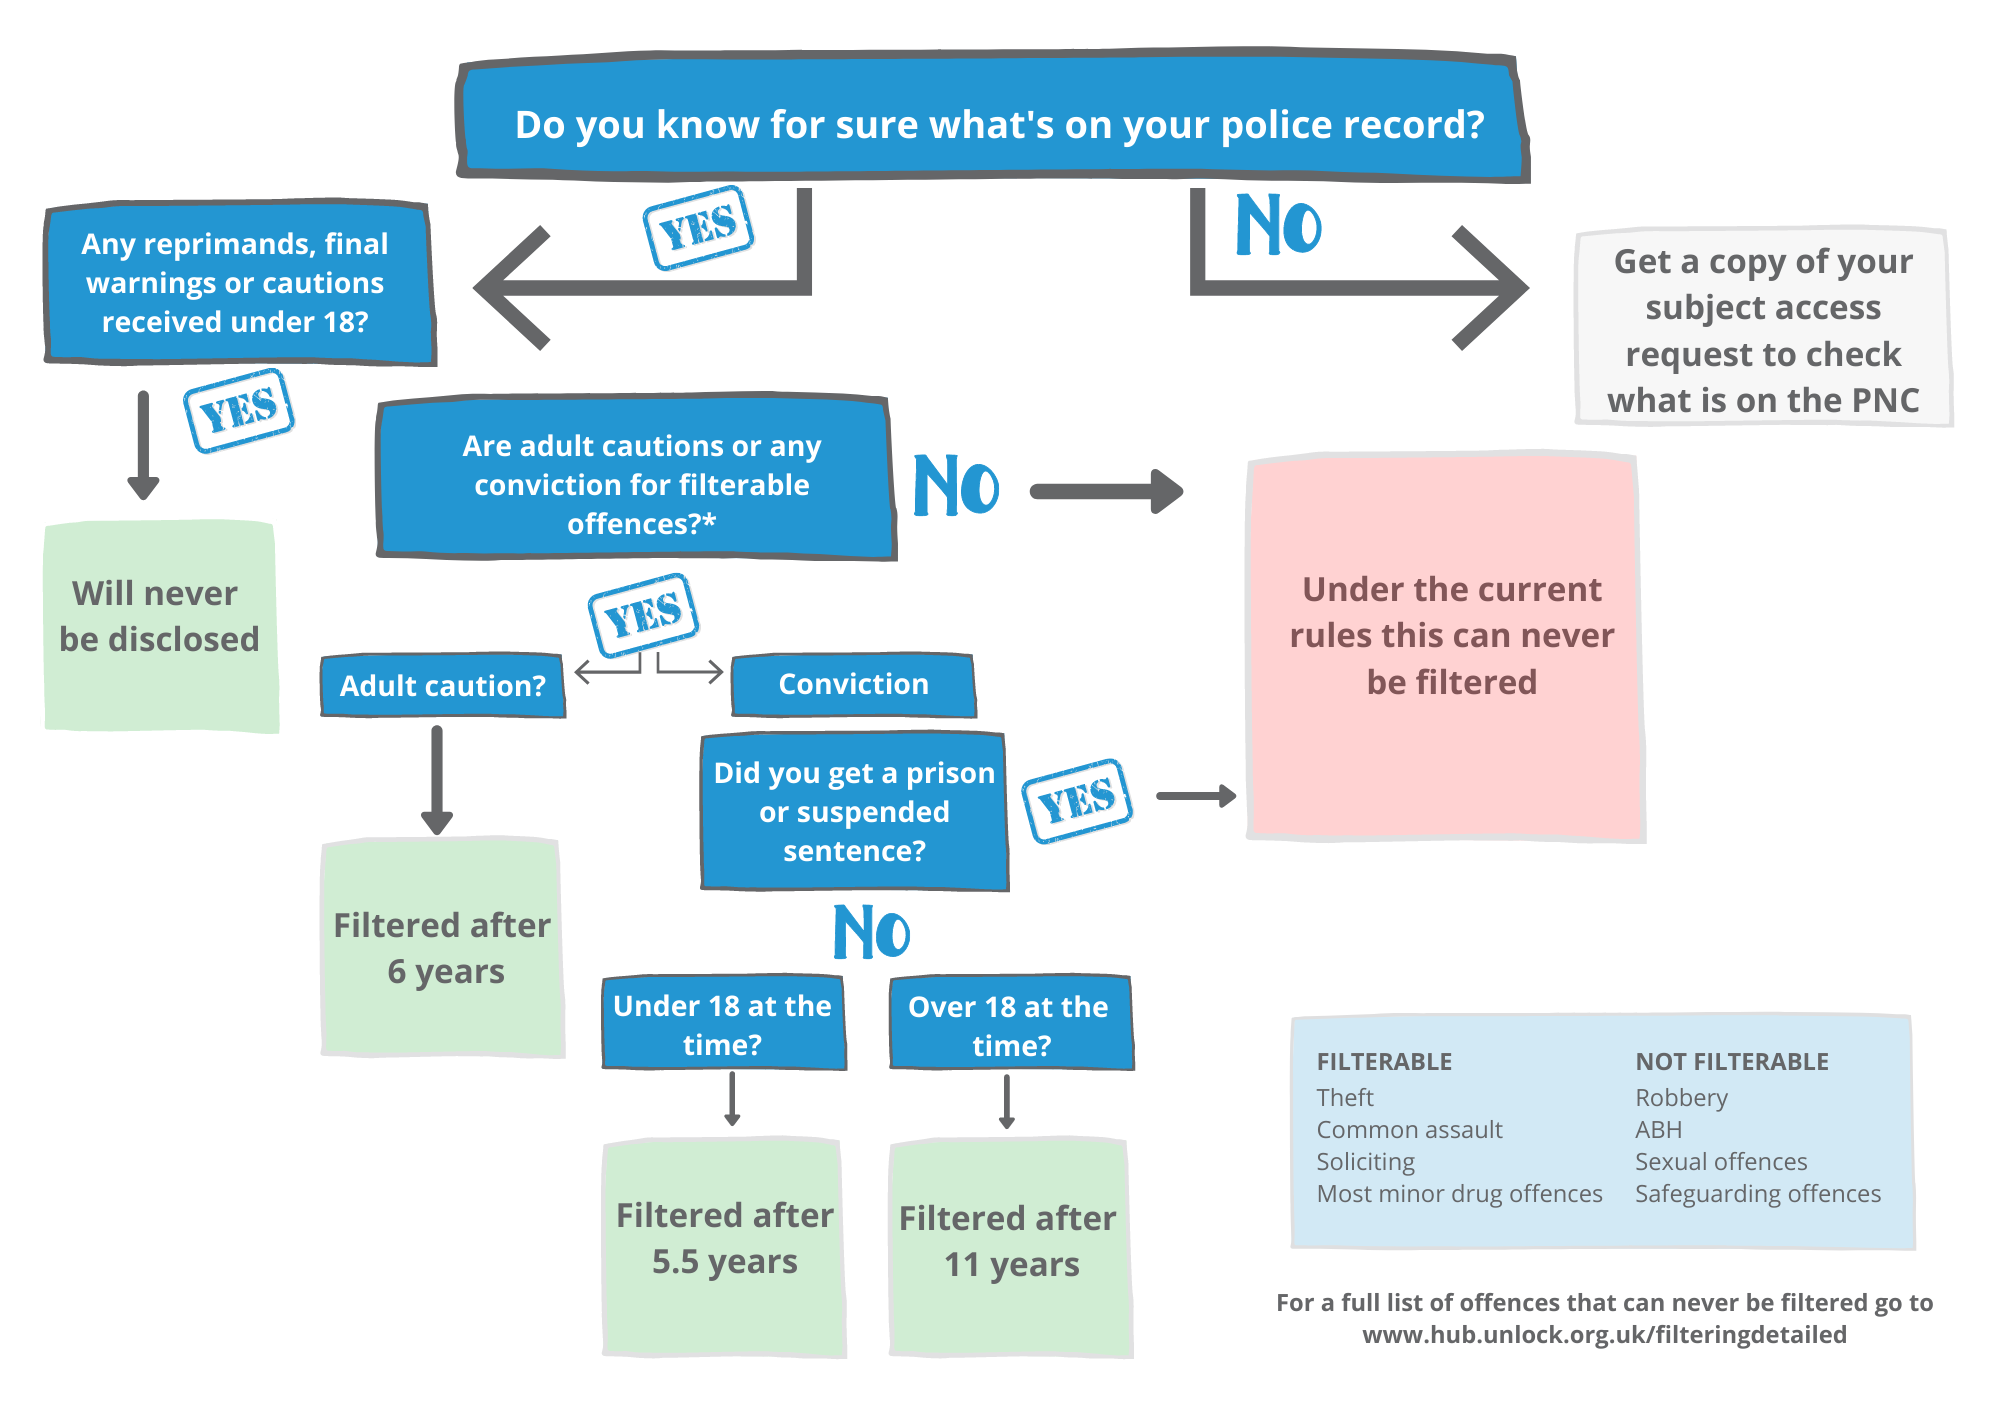 Do you know for sure what's on your police record?
YES
No
Any reprimands, final
warnings or cautions
received under 18?
Get a copy of your
subject access
request to check
what is on the PNC
YES
Will never
be disclosed
Are adult cautions or any
conviction for filterable
offences?*
No
Under the current
rules this can never
be filtered
YES
Adult caution?
Conviction
Filtered after
6 years
Did you get a prison
or suspended
sentence?
YES
No
Under 18 at the
time?
Over 18 at the
time?
Filtered after
5.5 years
Filtered after
11 years
FILTERABLE
Theft
Common assault
Soliciting
Most minor drug offences
NOT FILTERABLE
Robbery
ABH
Sexual offences
Safeguarding offences
For a full list of offences that can never be filtered go to
www.hub.unlock.org.uk/filteringdetailed